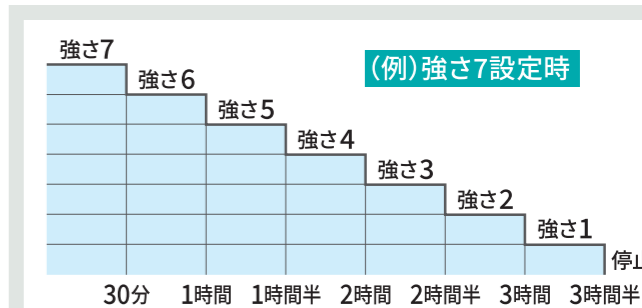 強さ7
(例)強さ7設定時
強さ6
強さ5
強さ4
強さ3
強さ2
強さ1
停止
30分 1時間 1時間半 2時間 2時間半 3時間 3時間半